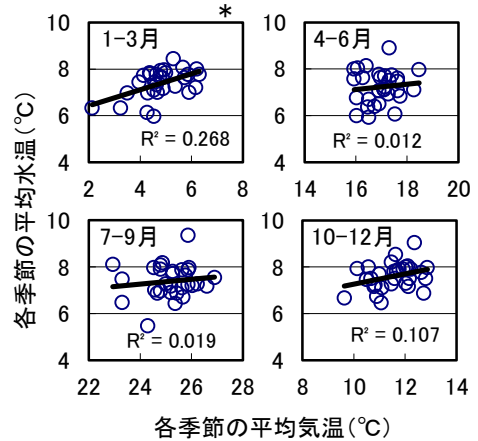 *
1-3月
10
8
6
4
R² = 0.268
2 4 6 8
4-6月
10
8
6
4
R² = 0.012
14 16 18 20
7-9月
10
8
6
4
R² = 0.019
22 24 26 28
10-12月
10
8
6
4
R² = 0.107
8 10 12 14
各季節の平均水温(℃)
各季節の平均気温(℃)